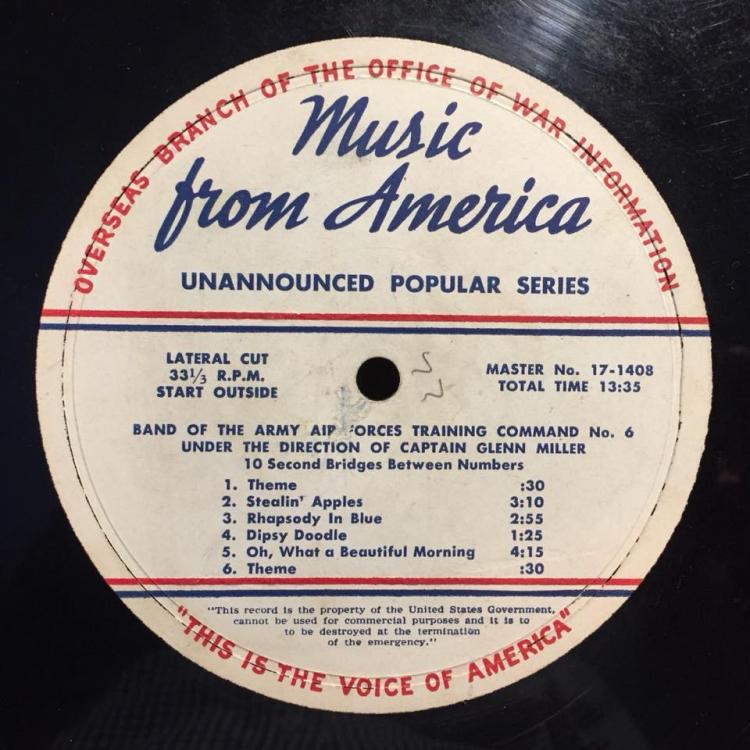 OVERSEAS BRANCH OF THE OFFICE OF WAR INFORMATION
Music
from America
UNANNOUNCED POPULAR SERIES
LATERAL CUT
33 1/3 R.P.M.
START OUTSIDE
MASTER No. 17-1408
TOTAL TIME 13:35
BAND OF THE ARMY AIR FORCES TRAINING COMMAND No. 6
UNDER THE DIRECTION OF CAPTAIN GLENN MILLER
10 Second Bridges Between Numbers
1. Theme :30
2. Stealin' Apples 3:10
3. Rhapsody In Blue 2:55
4. Dipsy Doodle 1:25
5. Oh, What a Beautiful Morning 4:15
6. Theme :30
"This record is the property of the United States Government,
cannot be used for commercial purposes and it is to
to be destroyed at the termination
of the emergency."
"THIS IS THE VOICE OF AMERICA"